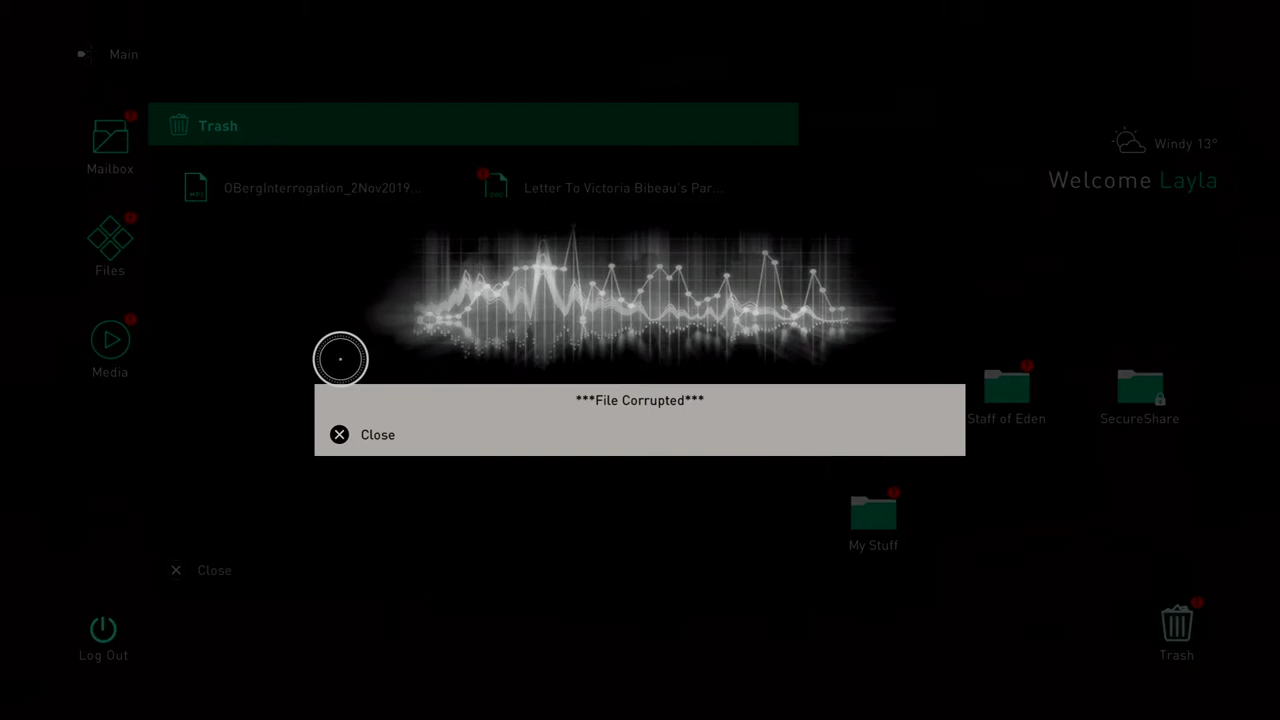 Main
Trash
Mailbox
OBergInterrogation_2Nov2019...
Letter To Victoria Bibeau's Par...
Windy 13°
Welcome Layla
Files
Media
***File Corrupted***
Close
Staff of Eden
SecureShare
My Stuff
Close
Log Out
Trash